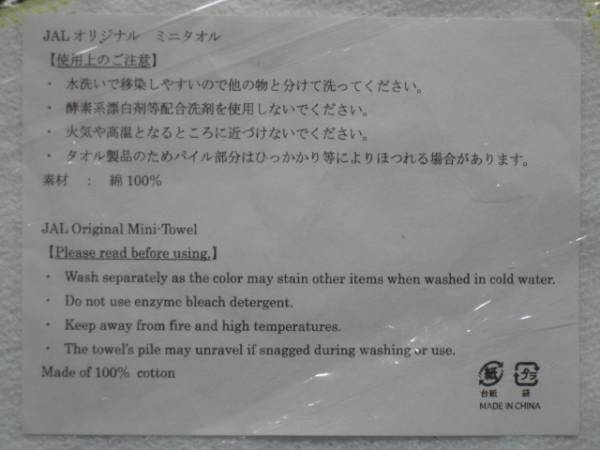 JALオリジナル　ミニタオル
【使用上のご注意】
・ 水洗いで移染しやすいので他の物と分けて洗ってください。
・ 酵素系漂白剤等配合洗剤を使用しないでください。
・ 火気や高温となるところに近づけないでください。
・ タオル製品のためパイル部分はひっかかり等によりほつれる場合があります。
素材　：　綿100%
JAL Original Mini-Towel
【Please read before using.】
・ Wash separately as the color may stain other items when washed in cold water.
・ Do not use enzyme bleach detergent.
・ Keep away from fire and high temperatures.
・ The towel's pile may unravel if snagged during washing or use.
Made of 100% cotton
紙 プラ
台紙 袋
MADE IN CHINA